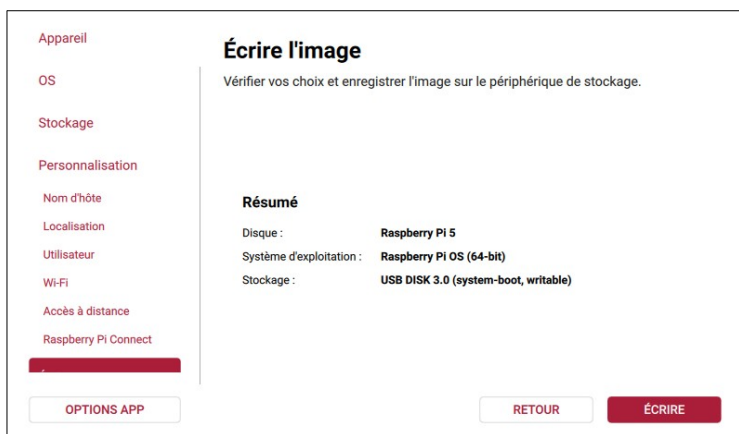 Appareil
OS
Stockage
Personnalisation
Nom d'hôte
Localisation
Utilisateur
Wi-Fi
Accès à distance
Raspberry Pi Connect
OPTIONS APP
Écrire l'image
Vérifier vos choix et enregistrer l'image sur le périphérique de stockage.
Résumé
Disque : Raspberry Pi 5
Système d'exploitation : Raspberry Pi OS (64-bit)
Stockage : USB DISK 3.0 (system-boot, writable)
RETOUR
ÉCRIRE